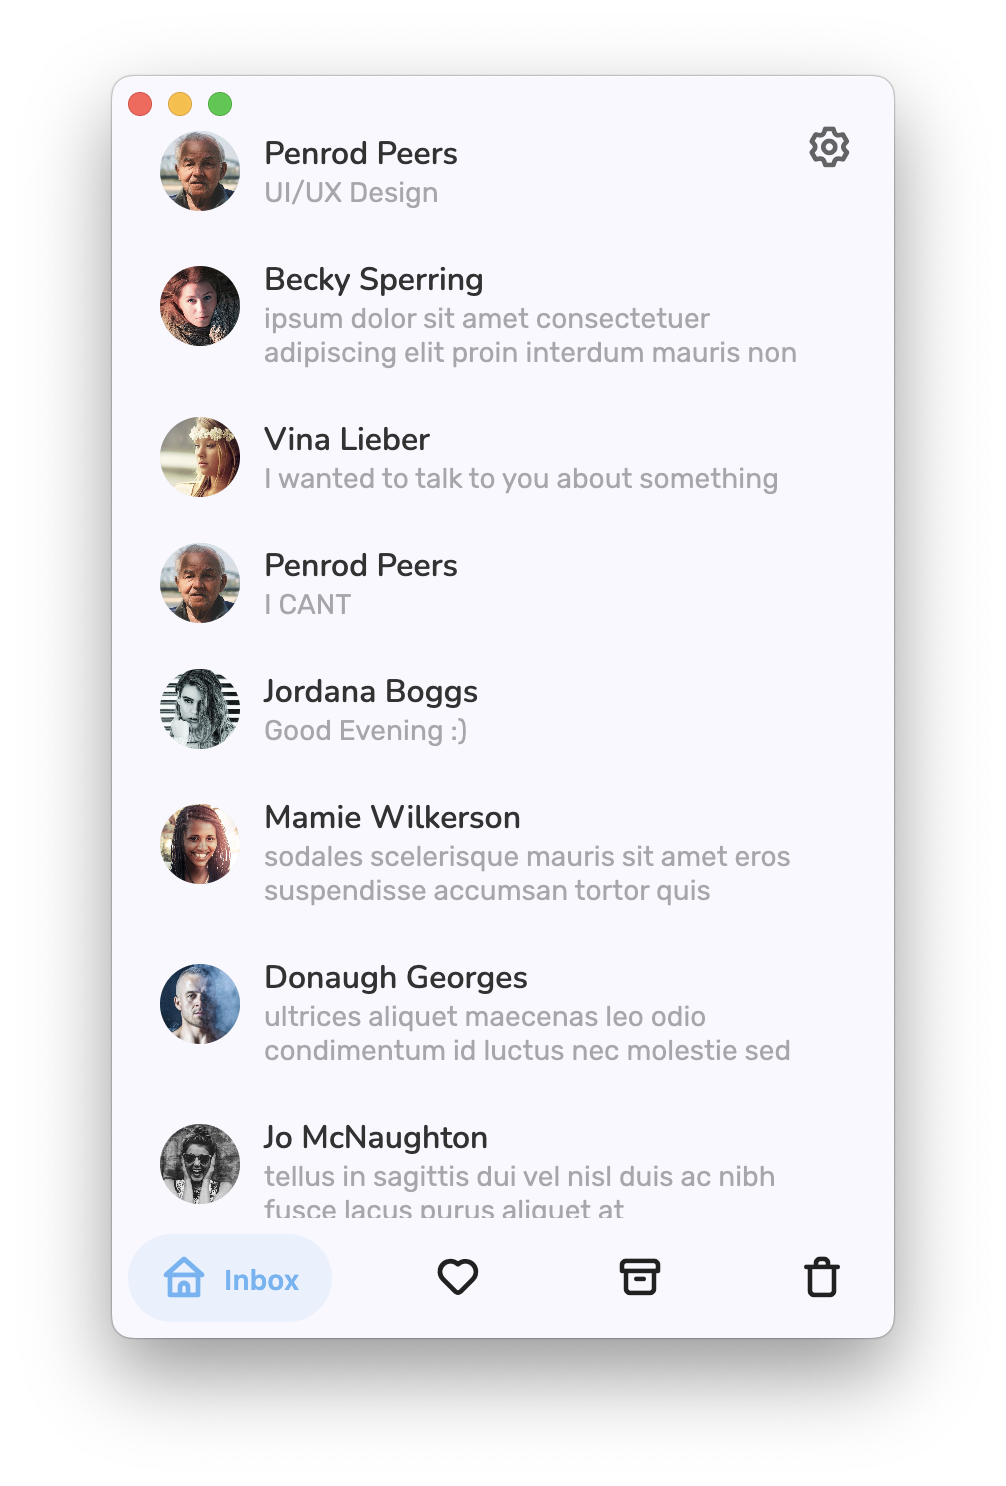 Penrod Peers
UI/UX Design
Becky Sperring
ipsum dolor sit amet consectetuer
adipiscing elit proin interdum mauris non
Vina Lieber
I wanted to talk to you about something
Penrod Peers
I CANT
Jordana Boggs
Good Evening :)
Mamie Wilkerson
sodales scelerisque mauris sit amet eros
suspendisse accumsan tortor quis
Donaugh Georges
ultrices aliquet maecenas leo odio
condimentum id luctus nec molestie sed
Jo McNaughton
tellus in sagittis dui vel nisl duis ac nibh
fusce lacus purus aliquet at
Inbox